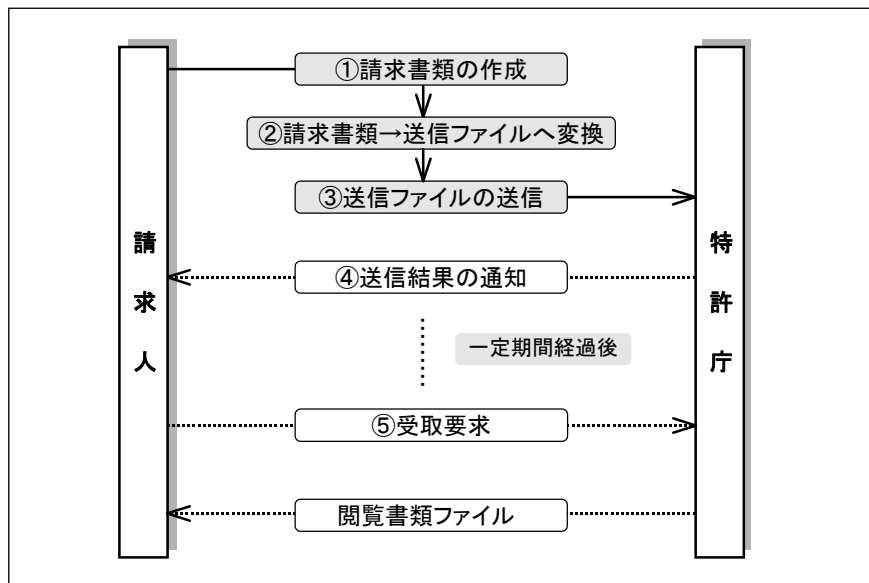 ①請求書類の作成
②請求書類→送信ファイルへ変換
③送信ファイルの送信
請求人
特許庁
④送信結果の通知
一定期間経過後
⑤受取要求
閲覧書類ファイル